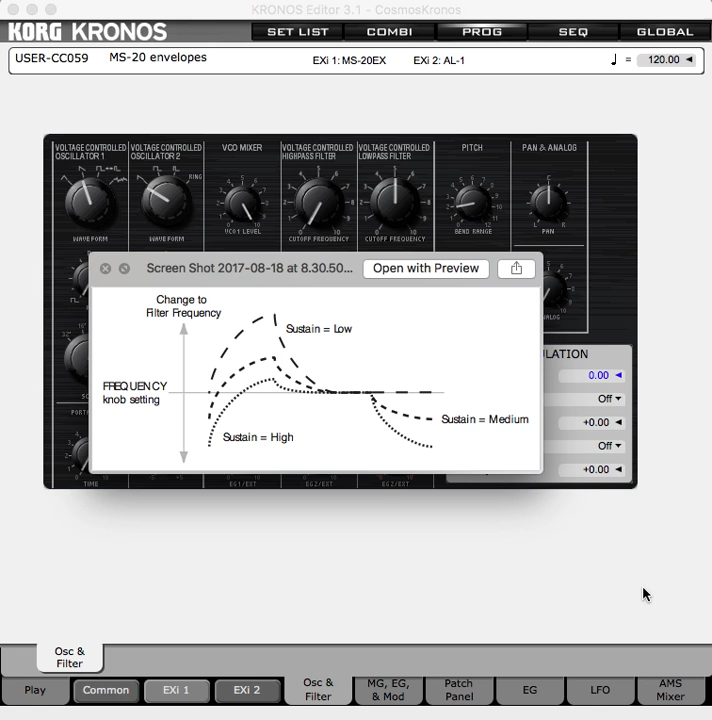 KRONOS Editor 3.1 - CosmosKronos
KORG KRONOS
SET LIST
COMBI
PROG
SEQ
GLOBAL
USER-CC059
MS-20 envelopes
EXi 1: MS-20EX
EXi 2: AL-1
♩ = 120.00
VOLTAGE CONTROLLED
OSCILLATOR 1
VOLTAGE CONTROLLED
OSCILLATOR 2
VCO MIXER
VOLTAGE CONTROLLED
HIGHPASS FILTER
VOLTAGE CONTROLLED
LOWPASS FILTER
PITCH
PAN & ANALOG
RING
WAVE FORM
WAVE FORM
VCO1 LEVEL
CUTOFF FREQUENCY
CUTOFF FREQUENCY
BEND RANGE
PAN
Screen Shot 2017-08-18 at 8.30.50...
Open with Preview
Change to
Filter Frequency
Sustain = Low
FREQUENCY
knob setting
Sustain = Medium
Sustain = High
ULATION
0.00
Off
+0.00
Off
+0.00
32'
PORTA
TIME
EG1/EXT
EG2/EXT
EG2/EXT
Osc &
Filter
Play
Common
EXi 1
EXi 2
Osc &
Filter
MG, EG,
& Mod
Patch
Panel
EG
LFO
AMS
Mixer